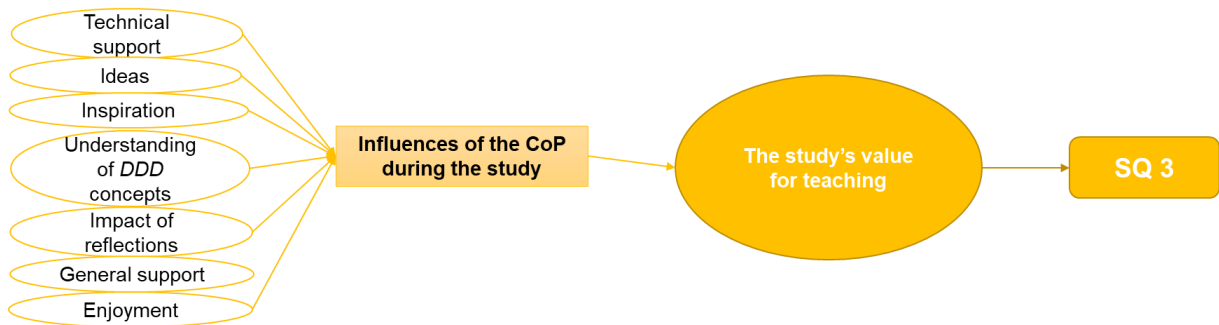 Technical
support
Ideas
Inspiration
Understanding
of DDD
concepts
Impact of
reflections
General support
Enjoyment
Influences of the CoP
during the study
The study's value
for teaching
SQ 3